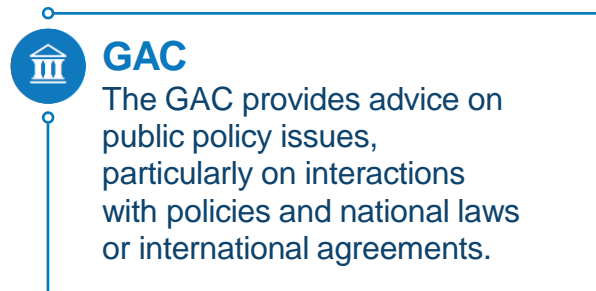 GAC
The GAC provides advice on
public policy issues,
particularly on interactions
with policies and national laws
or international agreements.